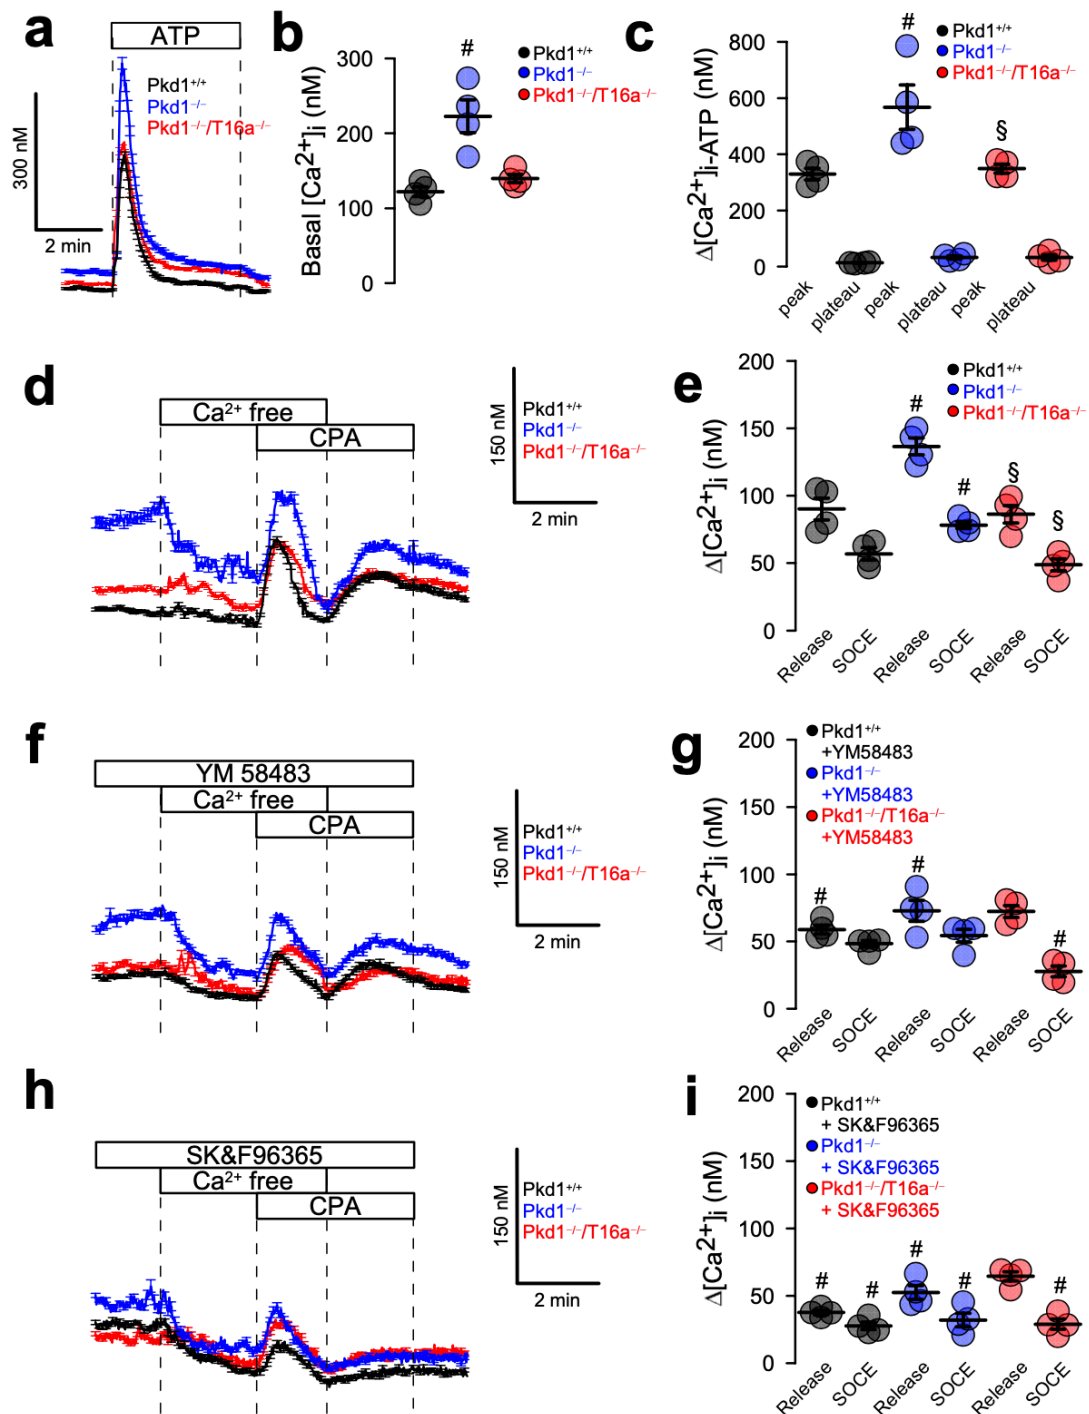 a
ATP
Pkd1+/+
Pkd1–/–
Pkd1–/–/T16a–/–
300 nM
2 min
b
Basal [Ca2+]i (nM)
300
200
100
0
#
Pkd1+/+
Pkd1–/–
Pkd1–/–/T16a–/–
c
Δ[Ca2+]i-ATP (nM)
800
600
400
200
0
#
§
Pkd1+/+
Pkd1–/–
Pkd1–/–/T16a–/–
peak
plateau
peak
plateau
peak
plateau
d
Ca2+ free
CPA
150 nM
Pkd1+/+
Pkd1–/–
Pkd1–/–/T16a–/–
2 min
e
Δ[Ca2+]i (nM)
200
150
100
50
0
Pkd1+/+
Pkd1–/–
Pkd1–/–/T16a–/–
#
#
§
§
Release
SOCE
Release
SOCE
Release
SOCE
f
YM 58483
Ca2+ free
CPA
150 nM
Pkd1+/+
Pkd1–/–
Pkd1–/–/T16a–/–
2 min
g
Δ[Ca2+]i (nM)
200
150
100
50
0
Pkd1+/+
+YM58483
Pkd1–/–
+YM58483
Pkd1–/–/T16a–/–
+YM58483
#
#
#
Release
SOCE
Release
SOCE
Release
SOCE
h
SK&F96365
Ca2+ free
CPA
150 nM
Pkd1+/+
Pkd1–/–
Pkd1–/–/T16a–/–
2 min
i
Δ[Ca2+]i (nM)
200
150
100
50
0
Pkd1+/+
+ SK&F96365
Pkd1–/–
+ SK&F96365
Pkd1–/–/T16a–/–
+ SK&F96365
#
#
#
#
#
Release
SOCE
Release
SOCE
Release
SOCE